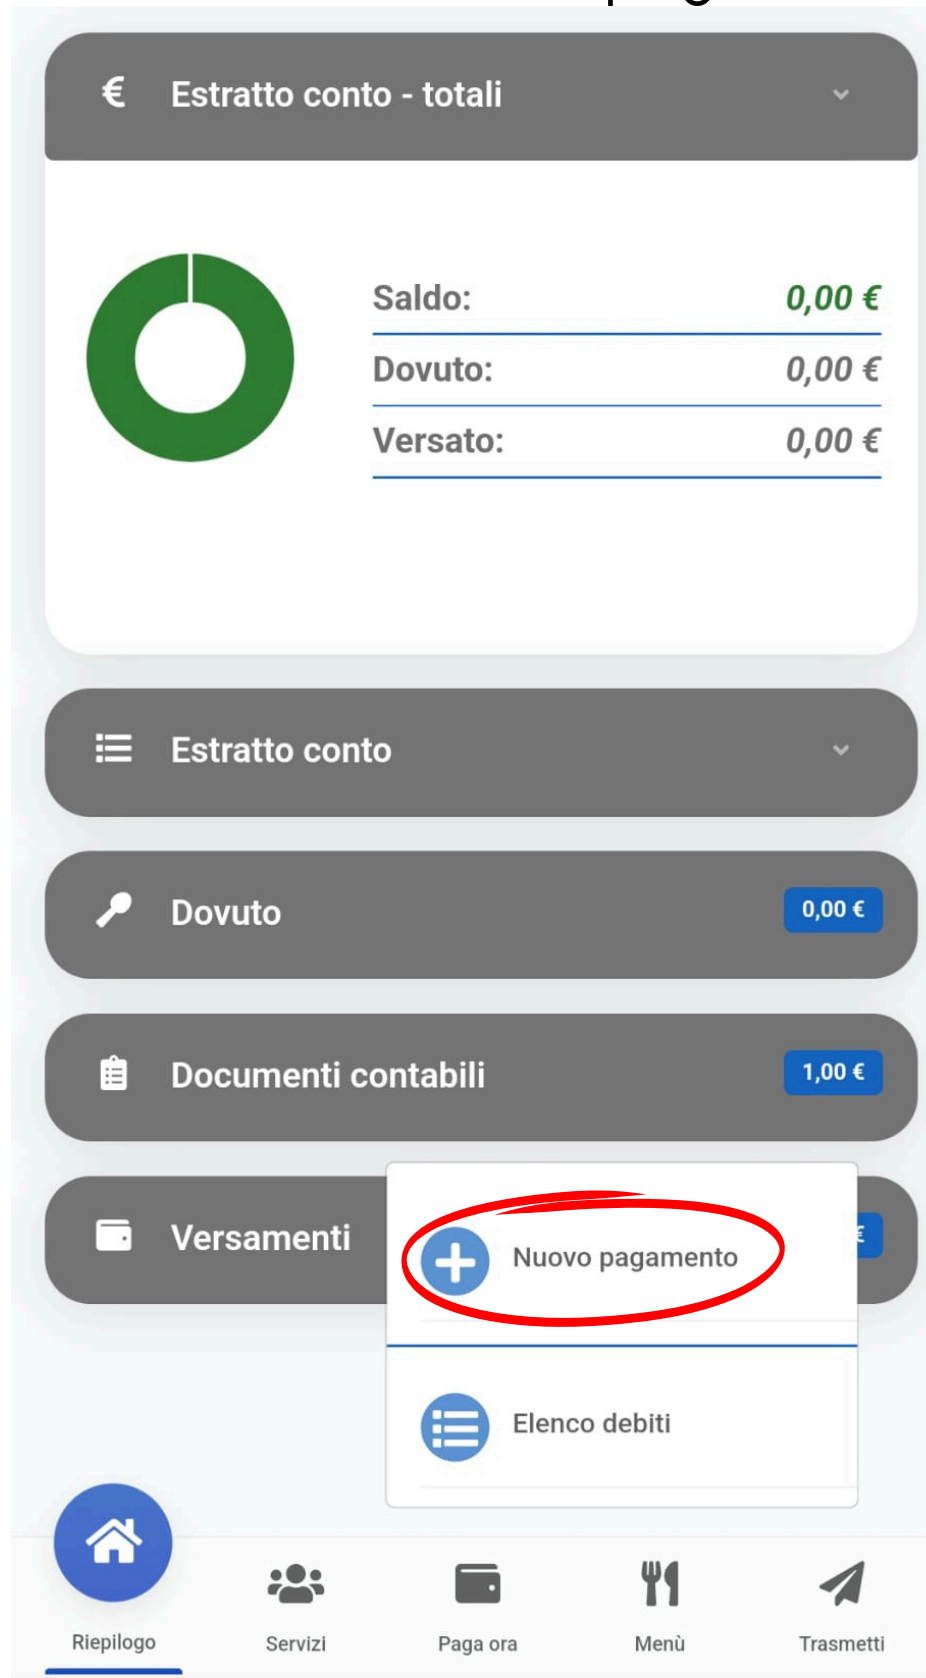 € Estratto conto - totali
Saldo: 0,00 €
Dovuto: 0,00 €
Versato: 0,00 €
Estratto conto
Dovuto 0,00 €
Documenti contabili 1,00 €
Versamenti €
Nuovo pagamento
Elenco debiti
Riepilogo Servizi Paga ora Menù Trasmetti